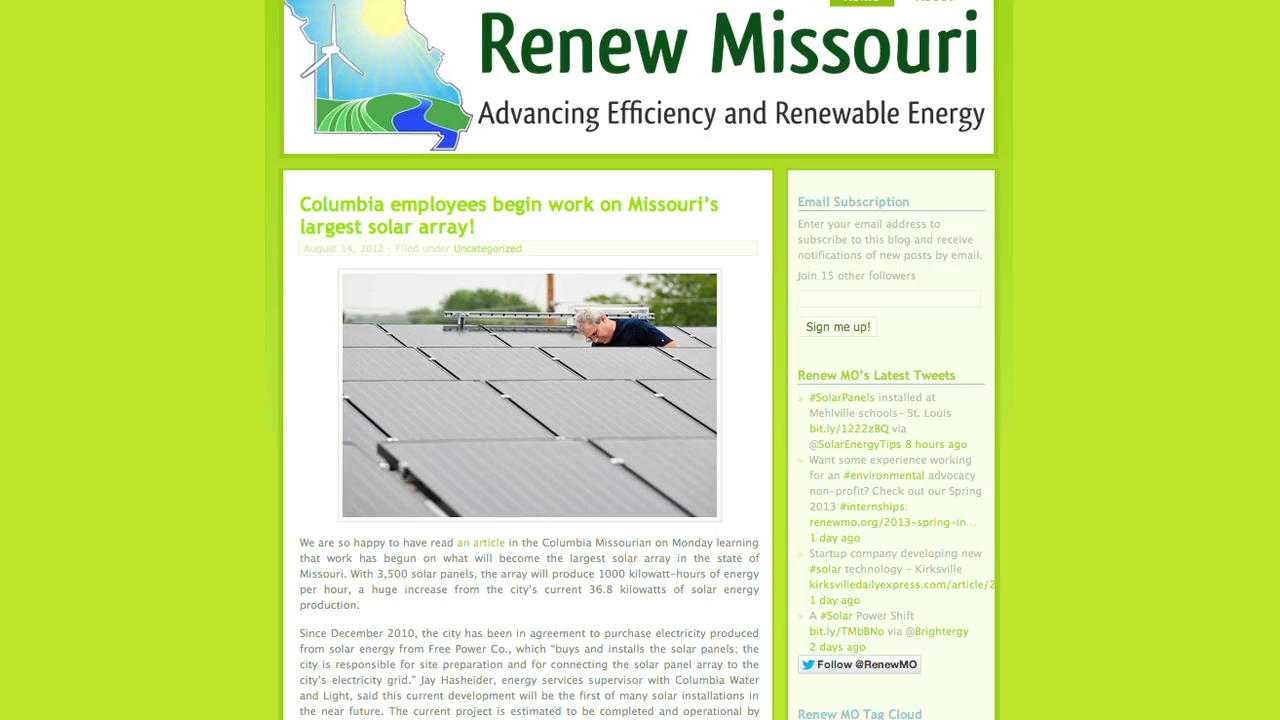 Renew Missouri
Advancing Efficiency and Renewable Energy
Columbia employees begin work on Missouri's
largest solar array!
August 14, 2012 · Filed under Uncategorized
We are so happy to have read an article in the Columbia Missourian on Monday learning
that work has begun on what will become the largest solar array in the state of
Missouri. With 3,500 solar panels, the array will produce 1000 kilowatt-hours of energy
per hour, a huge increase from the city's current 36.8 kilowatts of solar energy
production.
Since December 2010, the city has been in agreement to purchase electricity produced
from solar energy from Free Power Co., which "buys and installs the solar panels; the
city is responsible for site preparation and for connecting the solar panel array to the
city's electricity grid." Jay Hasheider, energy services supervisor with Columbia Water
and Light, said this current development will be the first of many solar installations in
the near future. The current project is estimated to be completed and operational by
Email Subscription
Enter your email address to
subscribe to this blog and receive
notifications of new posts by email.
Join 15 other followers
Sign me up!
Renew MO's Latest Tweets
#SolarPanels installed at
Mehlville schools- St. Louis
bit.ly/1222zBQ via
@SolarEnergyTips 8 hours ago
Want some experience working
for an #environmental advocacy
non-profit? Check out our Spring
2013 #internships:
renewmo.org/2013-spring-in…
1 day ago
Startup company developing new
#solar technology - Kirksville
kirksvilledailyexpress.com/article/2
1 day ago
A #Solar Power Shift
bit.ly/TMbBNo via @Brightergy
2 days ago
Follow @RenewMO
Renew MO Tag Cloud